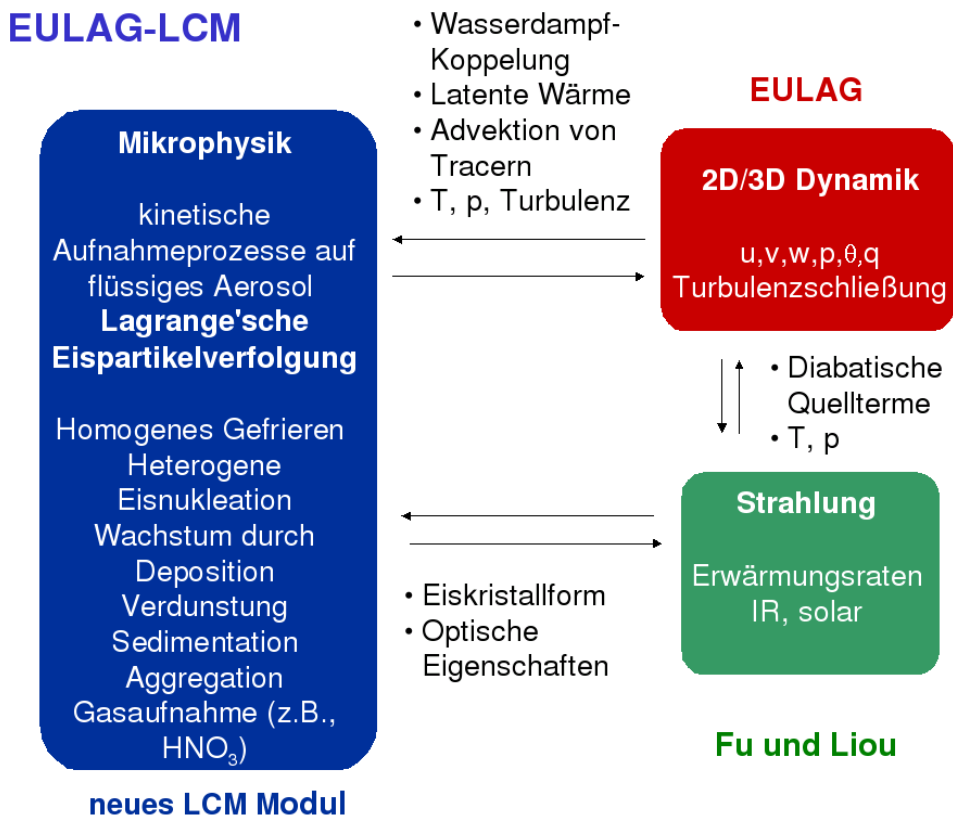 EULAG-LCM
• Wasserdampf-
Koppelung
• Latente Wärme
• Advektion von
Tracern
• T, p, Turbulenz
EULAG
Mikrophysik
kinetische
Aufnahmeprozesse auf
flüssiges Aerosol
Lagrange'sche
Eispartikelverfolgung
Homogenes Gefrieren
Heterogene
Eisnukleation
Wachstum durch
Deposition
Verdunstung
Sedimentation
Aggregation
Gasaufnahme (z.B.,
HNO₃)
neues LCM Modul
2D/3D Dynamik
u,v,w,p,θ,q
Turbulenzschließung
• Diabatische
Quellterme
• T, p
Strahlung
Erwärmungsraten
IR, solar
• Eiskristallform
• Optische
Eigenschaften
Fu und Liou